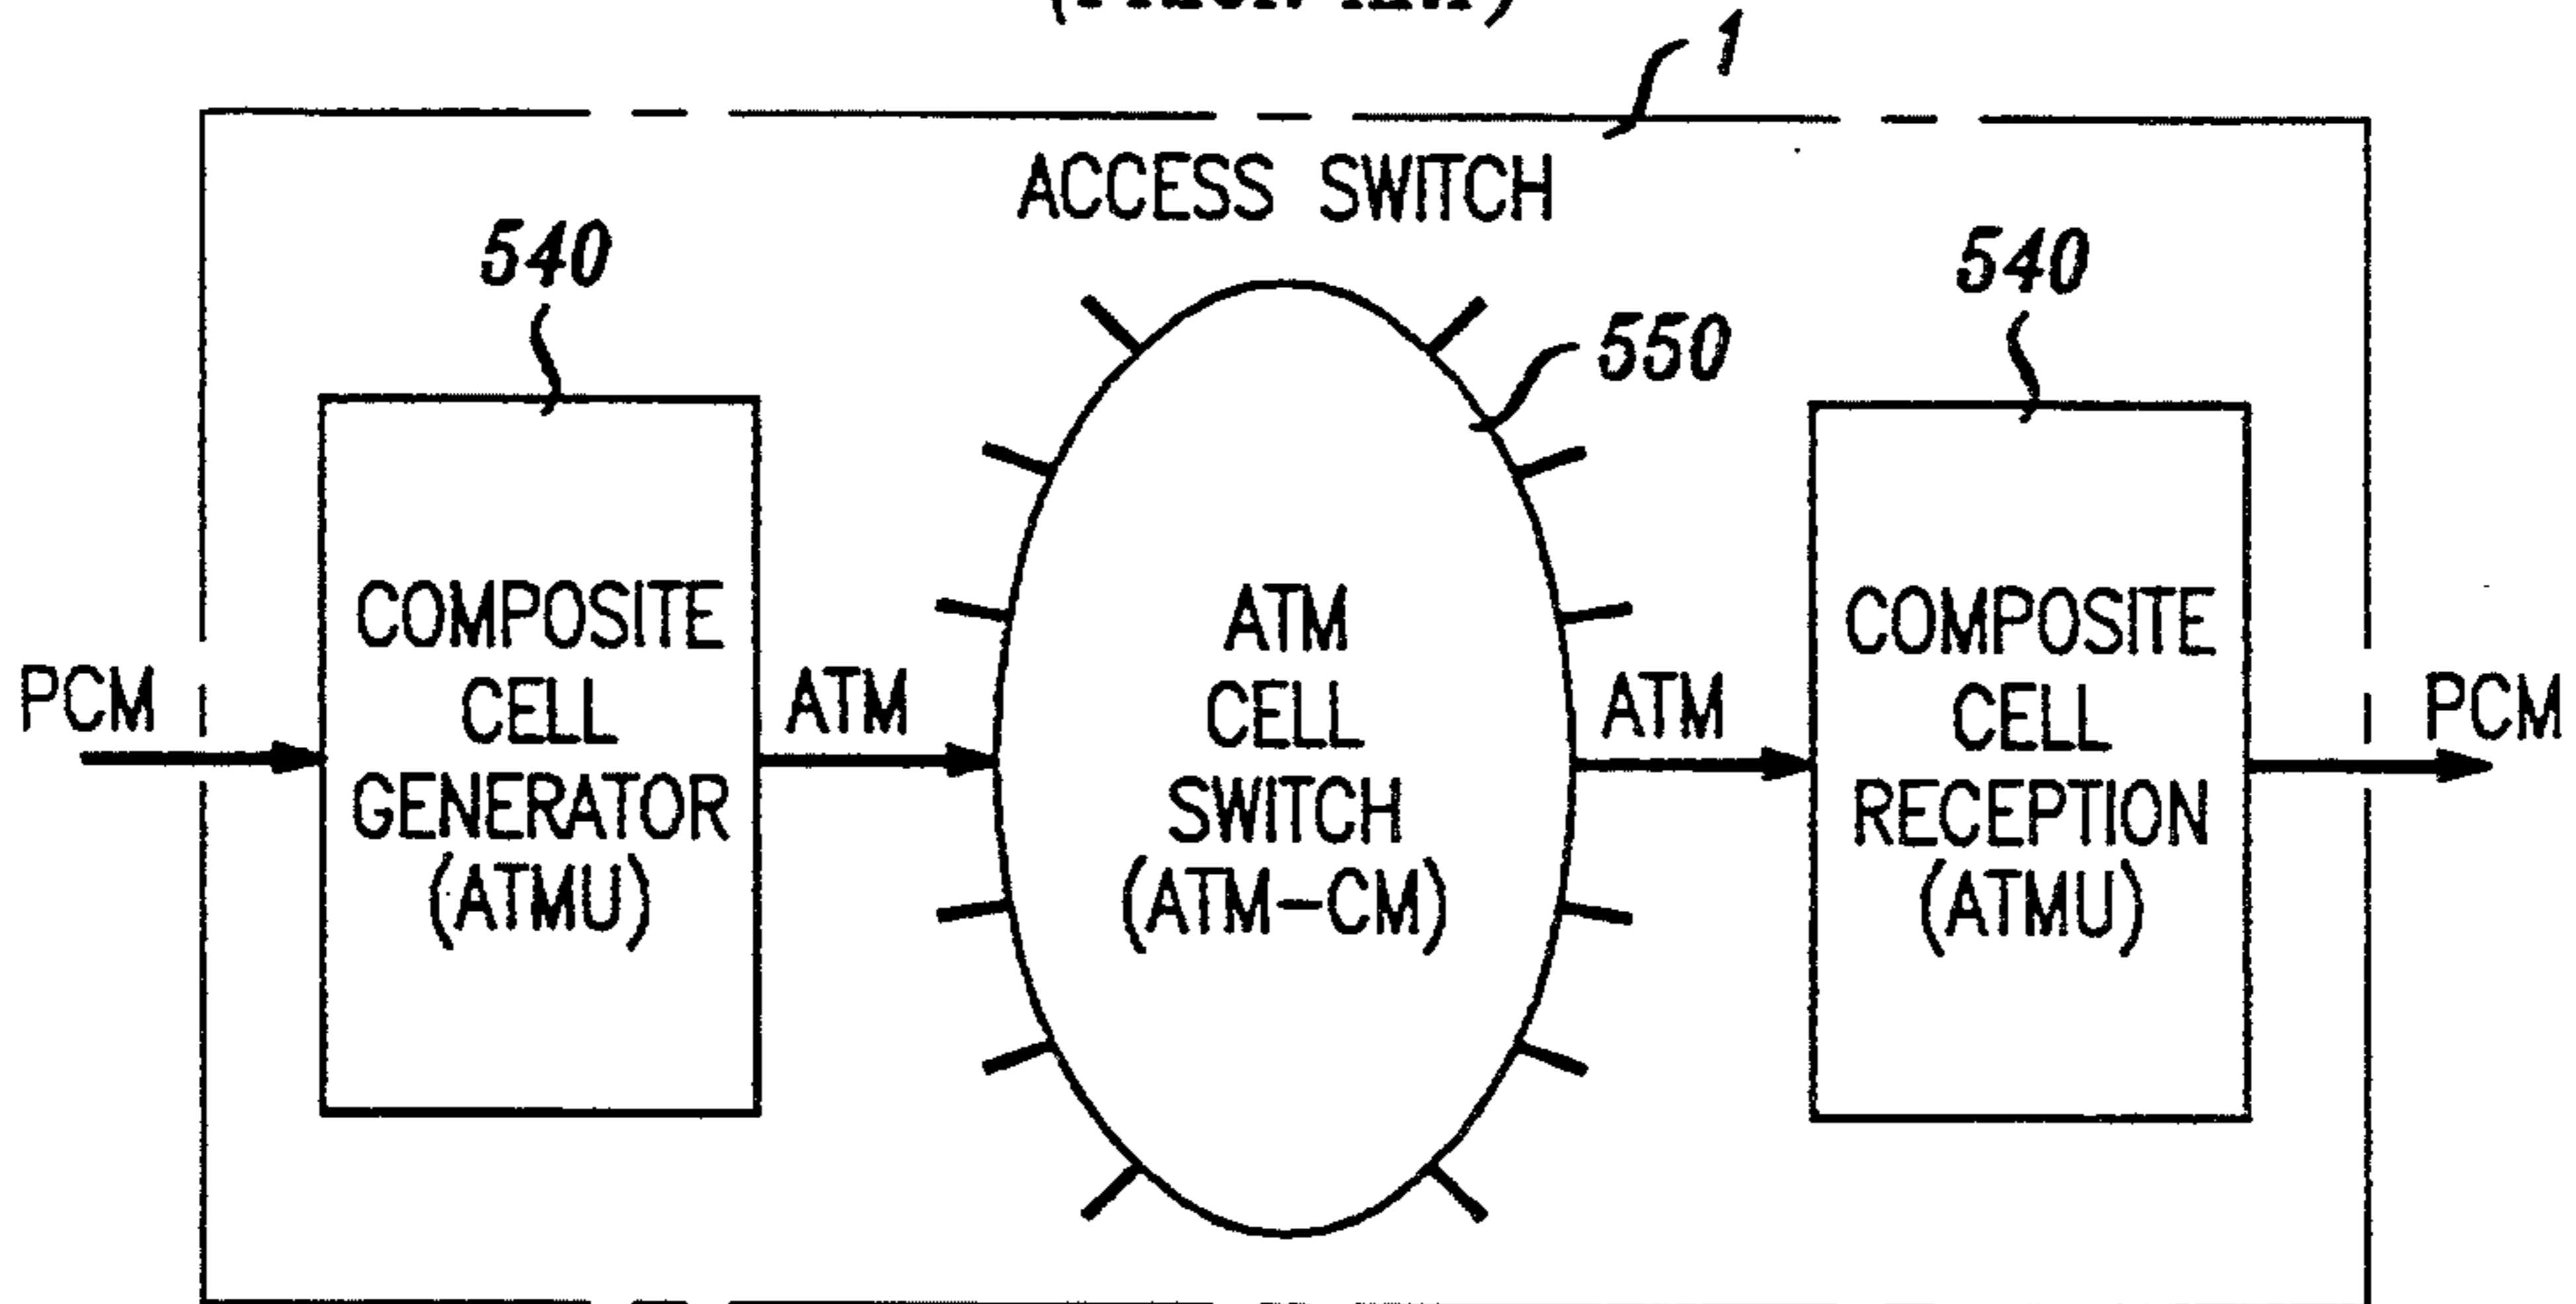 1
ACCESS SWITCH
540
540
550
COMPOSITE
CELL
GENERATOR
(ATMU)
ATM
CELL
SWITCH
(ATM-CM)
COMPOSITE
CELL
RECEPTION
(ATMU)
PCM
ATM
ATM
PCM